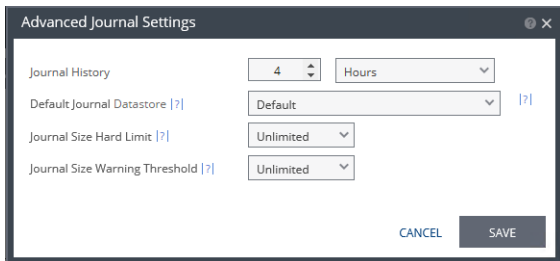 Advanced Journal Settings
Journal History 4 Hours
Default Journal Datastore |?| Default |?|
Journal Size Hard Limit |?| Unlimited
Journal Size Warning Threshold |?| Unlimited
CANCEL SAVE